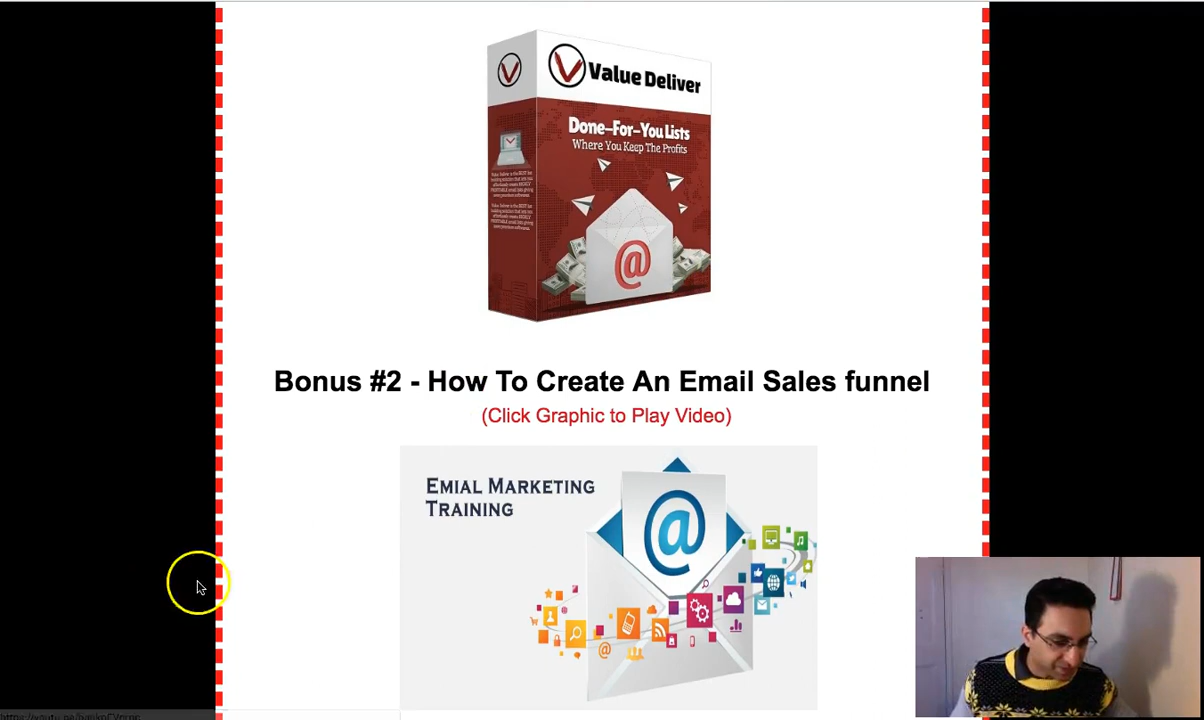 Value Deliver
Done-For-You Lists
Where You Keep The Profits
Bonus #2 - How To Create An Email Sales funnel
(Click Graphic to Play Video)
EMIAL MARKETING
TRAINING